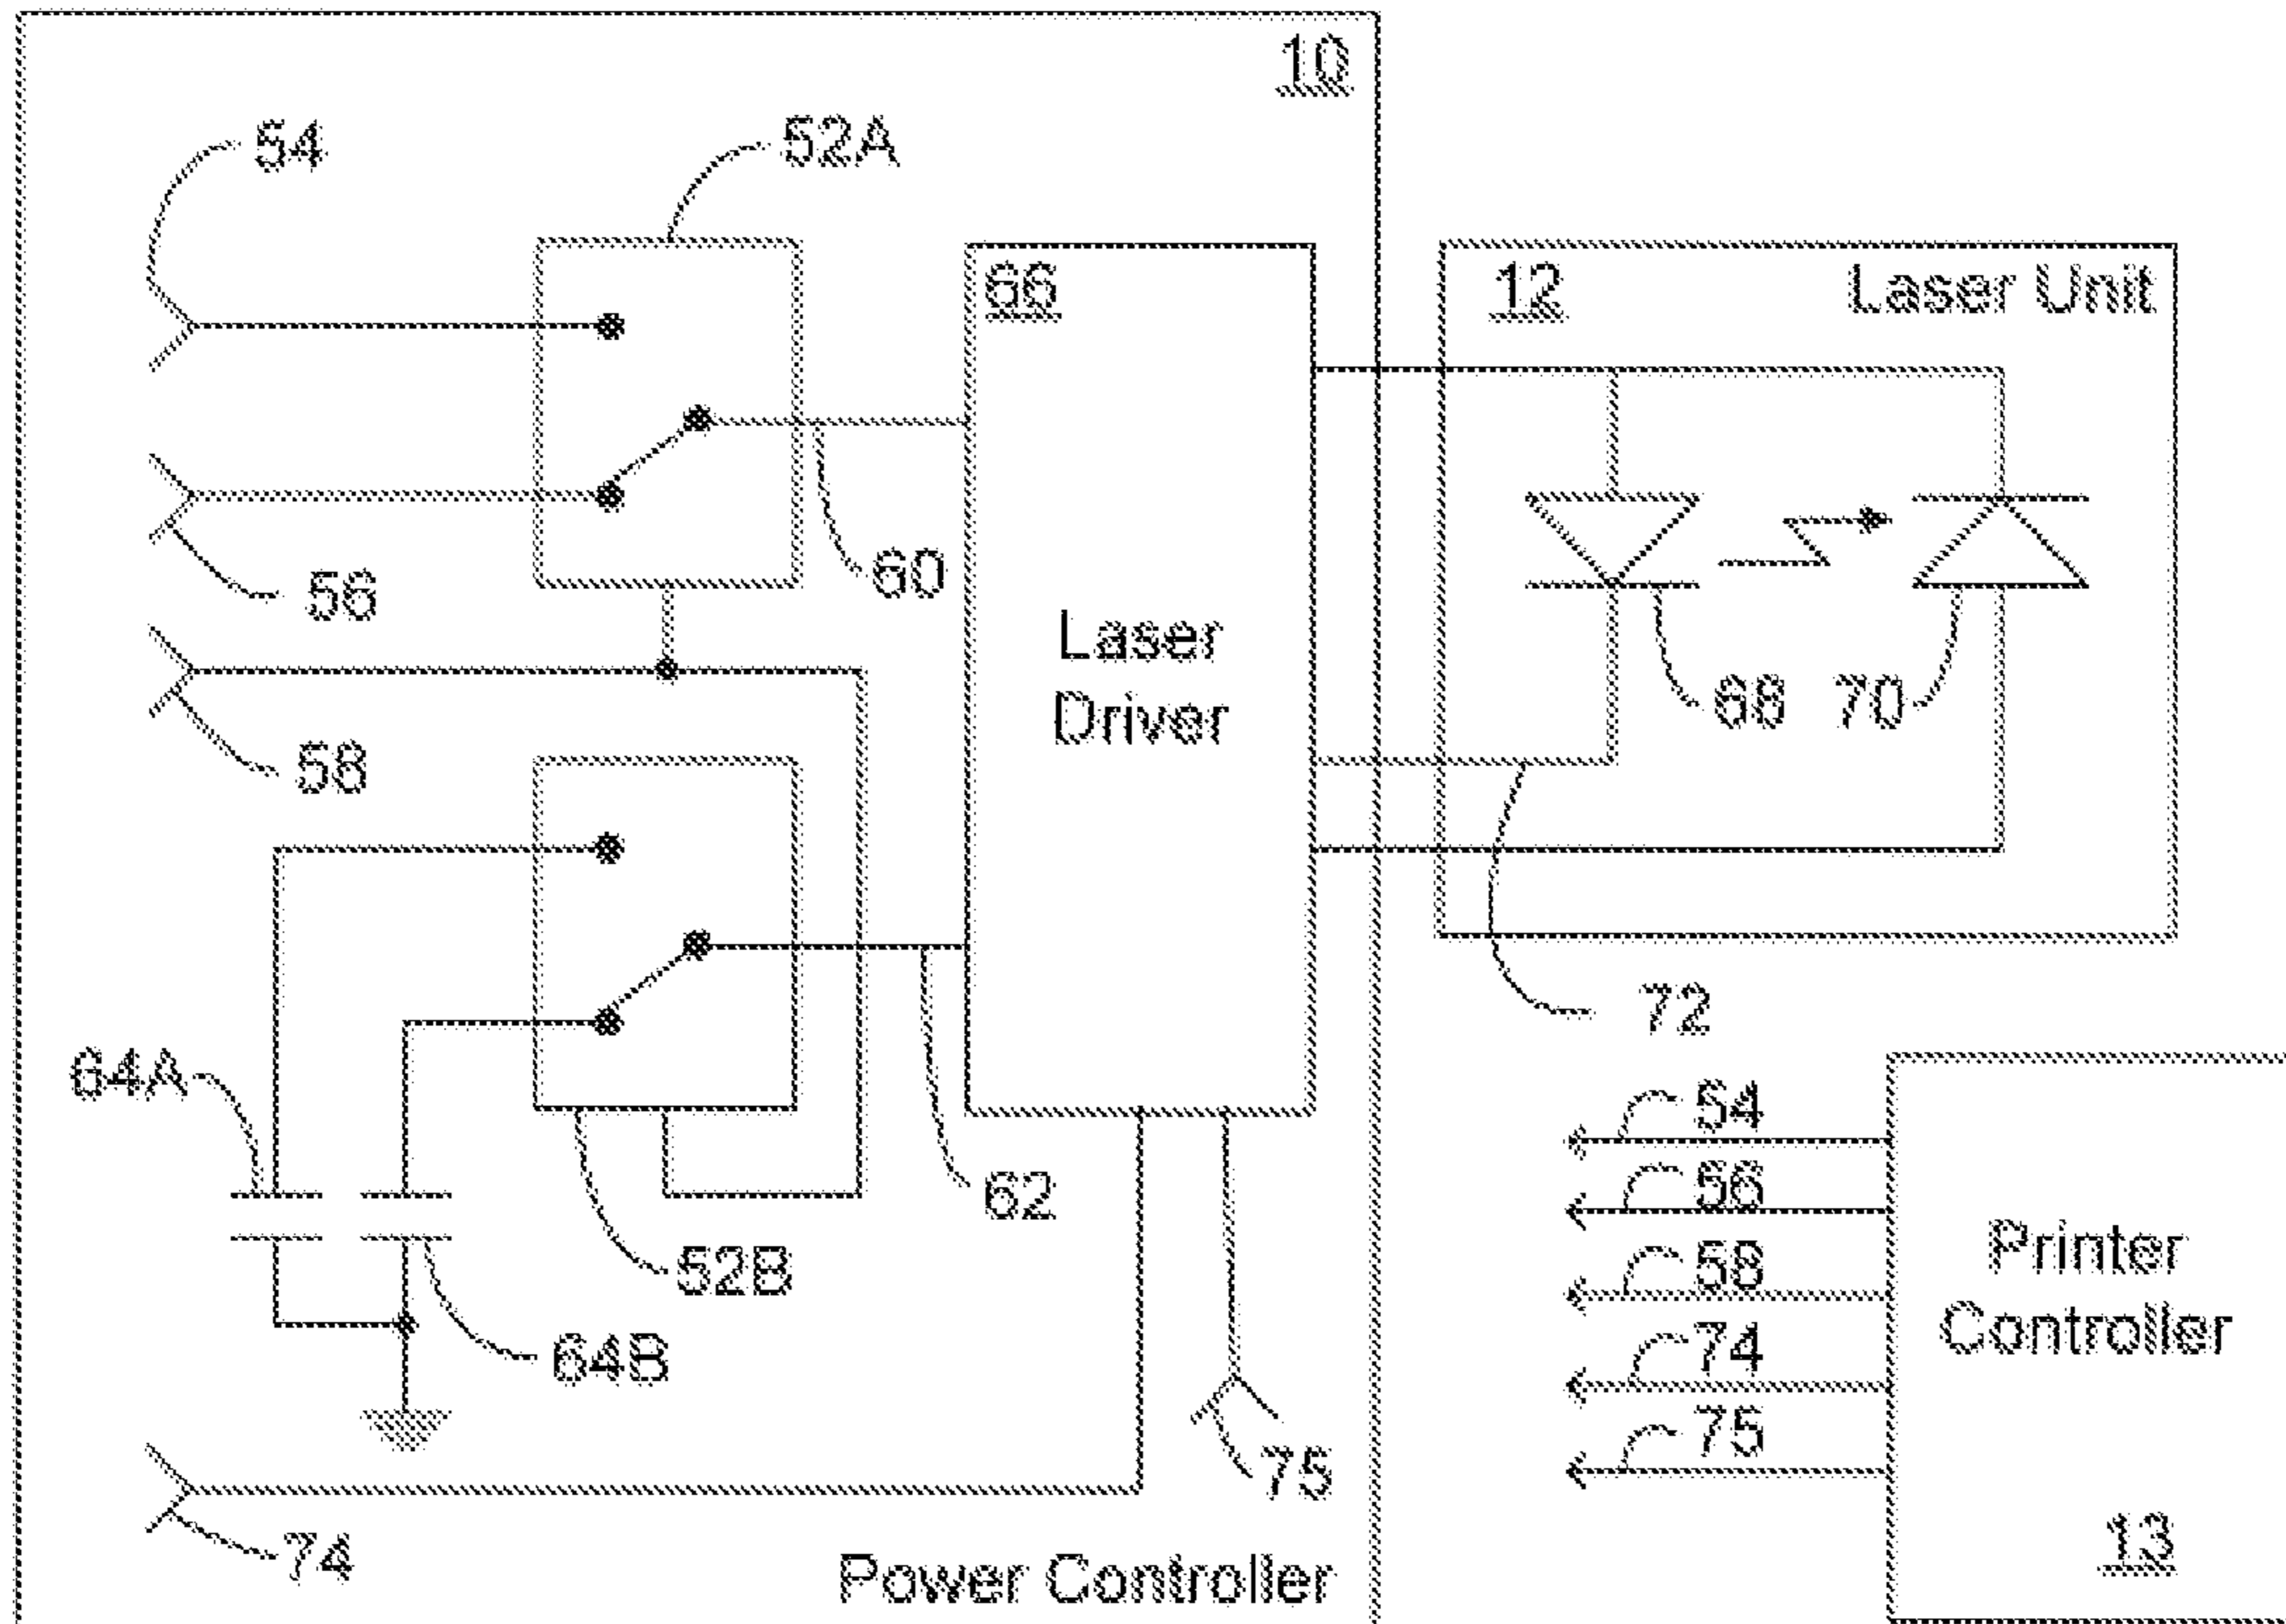 10
54
52A
66
12
Laser Unit
56
60
Laser
Driver
68
70
58
72
64A
62
54
56
52B
58
Printer
Controller
64B
74
75
75
74
13
Power Controller